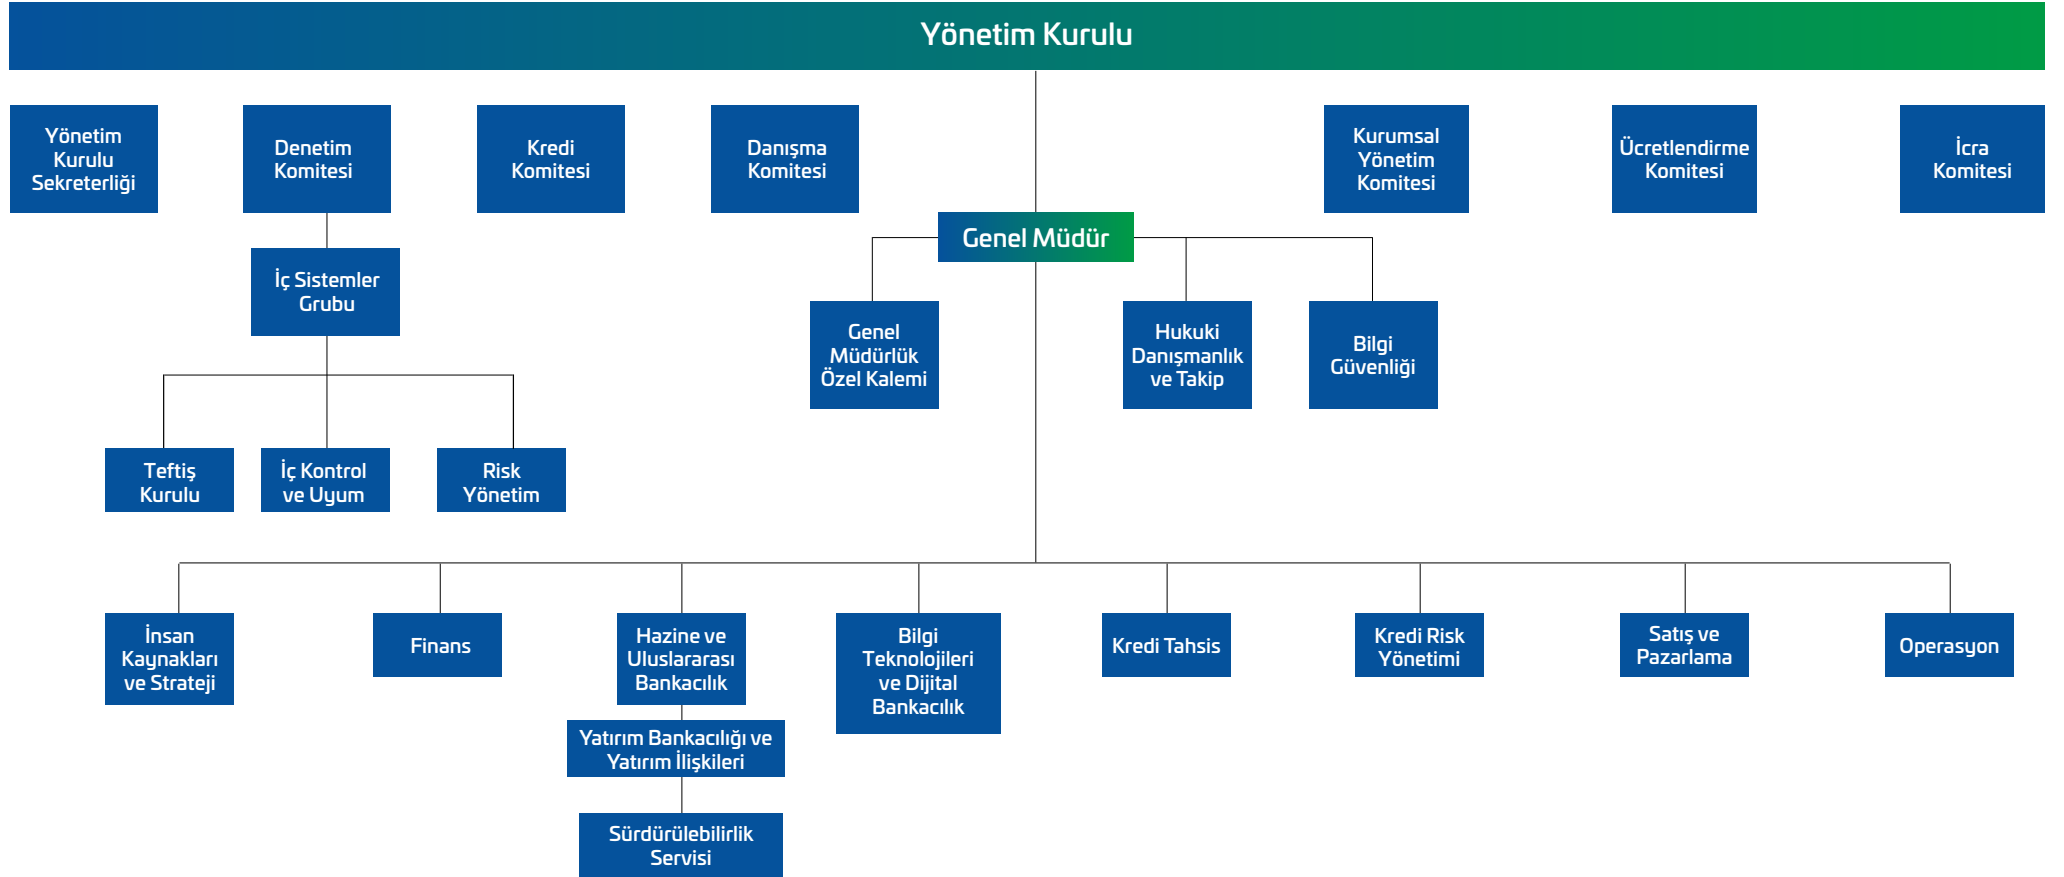 Yönetim Kurulu
Yönetim
Kurulu
Sekreterliği
Denetim
Komitesi
Kredi
Komitesi
Danışma
Komitesi
Kurumsal
Yönetim
Komitesi
Ücretlendirme
Komitesi
İcra
Komitesi
Genel Müdür
İç Sistemler
Grubu
Genel
Müdürlük
Özel Kalemi
Hukuki
Danışmanlık
ve Takip
Bilgi
Güvenliği
Teftiş
Kurulu
İç Kontrol
ve Uyum
Risk
Yönetim
İnsan
Kaynakları
ve Strateji
Finans
Hazine ve
Uluslararası
Bankacılık
Bilgi
Teknolojileri
ve Dijital
Bankacılık
Kredi Tahsis
Kredi Risk
Yönetimi
Satış ve
Pazarlama
Operasyon
Yatırım Bankacılığı ve
Yatırım İlişkileri
Sürdürülebilirlik
Servisi